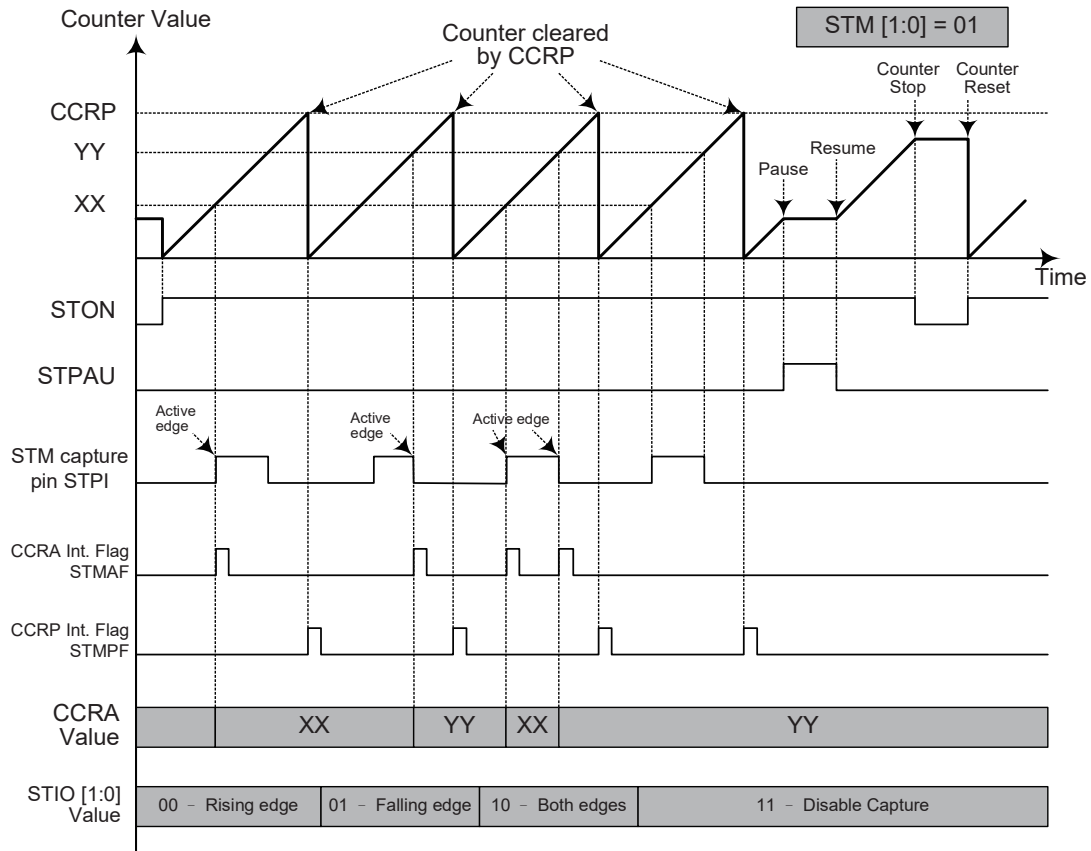 Counter Value
STM [1:0] = 01
Counter cleared
by CCRP
Counter
Stop
Counter
Reset
CCRP
YY
XX
Pause
Resume
Time
STON
STPAU
Active
edge
Active
edge
Active edge
STM capture
pin STPI
CCRA Int. Flag
STMAF
CCRP Int. Flag
STMPF
CCRA
Value
XX
YY
XX
YY
STIO [1:0]
Value
00 – Rising edge
01 – Falling edge
10 – Both edges
11 – Disable Capture